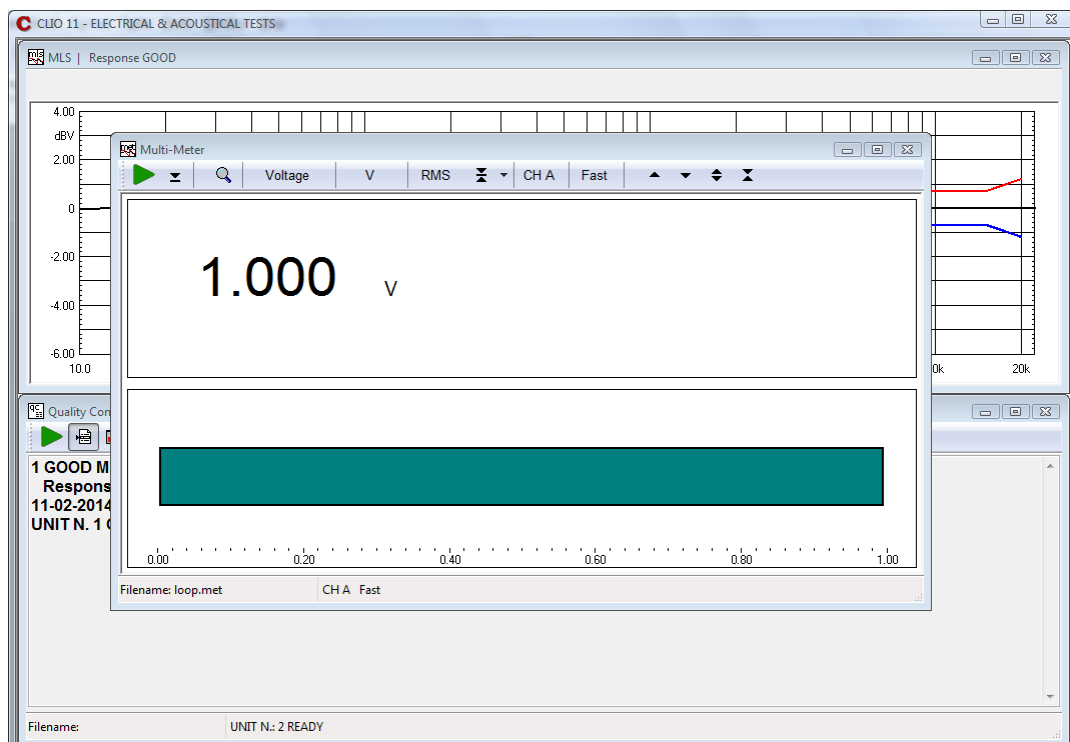 CLIO 11 - ELECTRICAL & ACOUSTICAL TESTS
MLS | Response GOOD
4.00
dBV
2.00
0
-2.00
-4.00
-6.00
10.0
0k
20k
Multi-Meter
Voltage V RMS CH A Fast
1.000 V
0.00 0.20 0.40 0.60 0.80 1.00
Filename: loop.met CH A Fast
Quality Con
1 GOOD M
Respons
11-02-2014
UNIT N. 1
Filename: UNIT N.: 2 READY